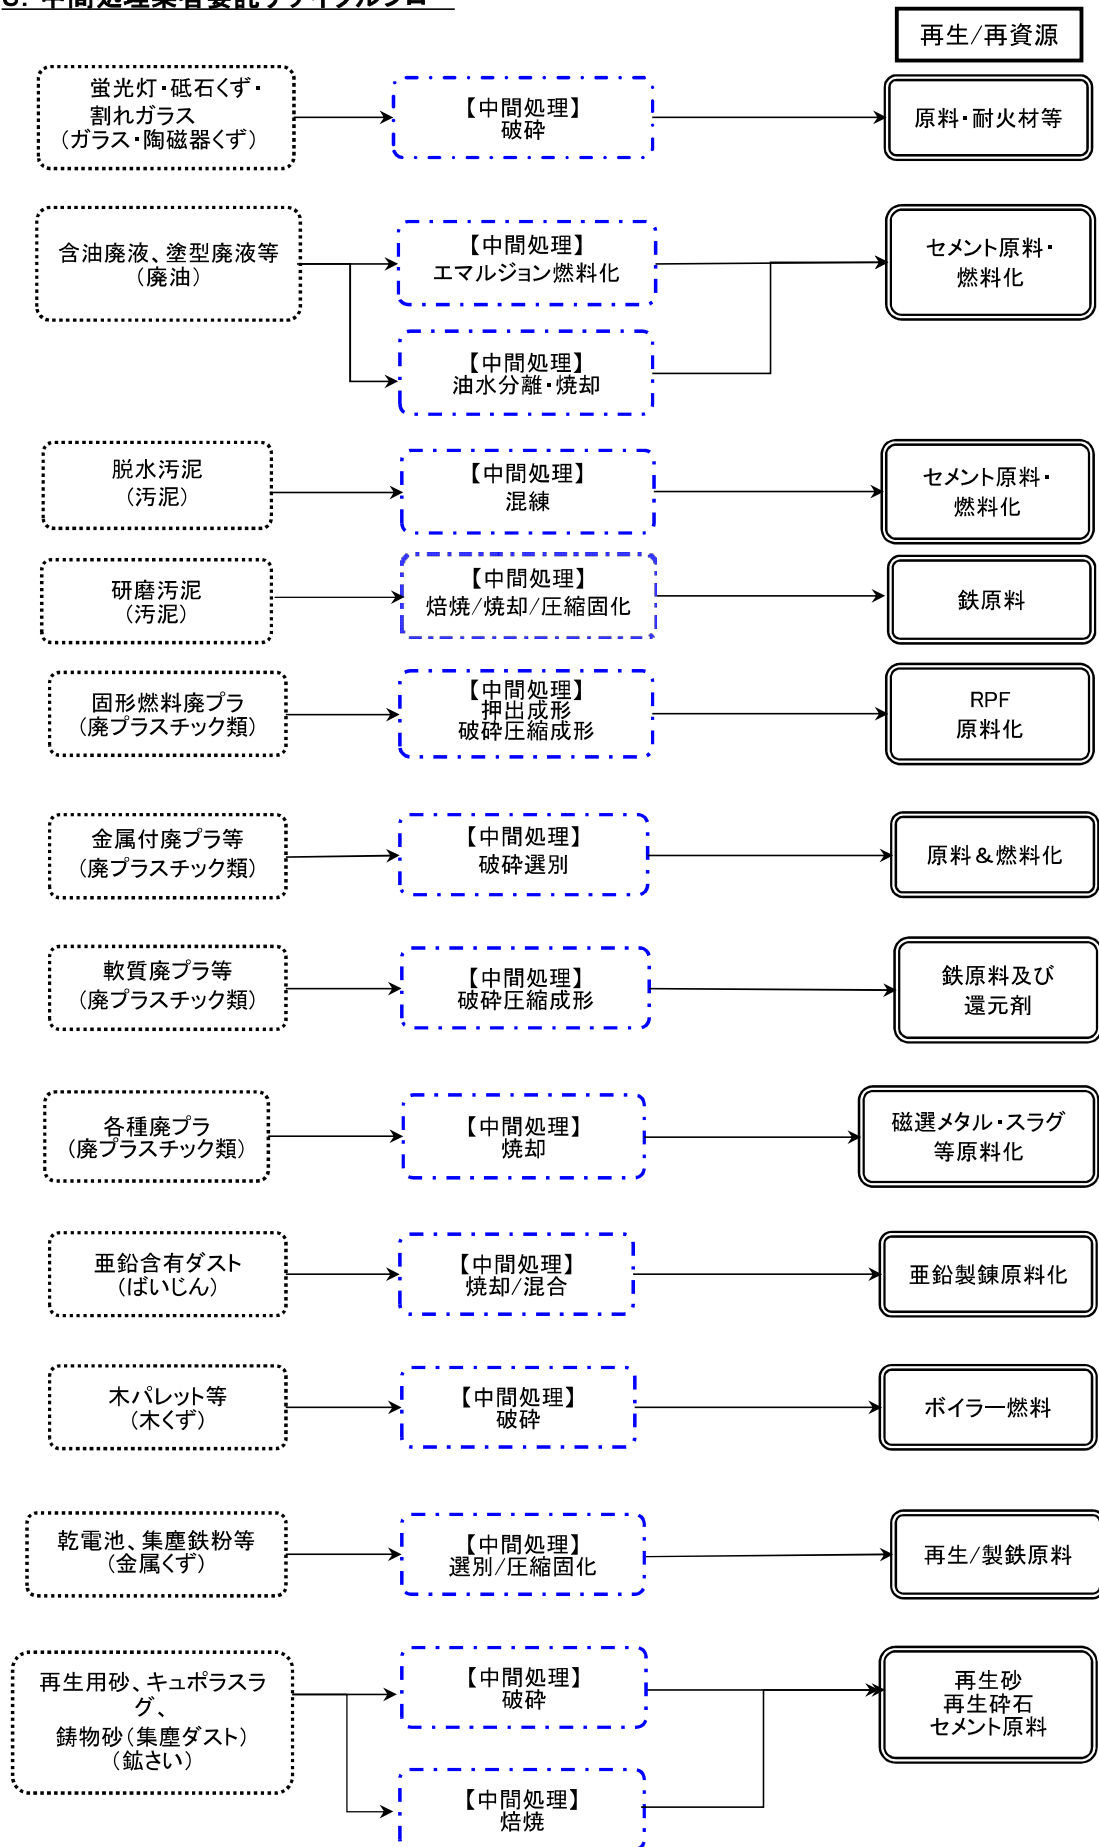 3. 中間処理業者委託リサイクルフロー
再生/再資源
蛍光灯・砥石くず・
割れガラス
(ガラス・陶磁器くず)
【中間処理】
破砕
原料・耐火材等
含油廃液、塗型廃液等
(廃油)
【中間処理】
エマルジョン燃料化
セメント原料・
燃料化
【中間処理】
油水分離・焼却
脱水汚泥
(汚泥)
【中間処理】
混練
セメント原料・
燃料化
研磨汚泥
(汚泥)
【中間処理】
焙焼/焼却/圧縮固化
鉄原料
固形燃料廃プラ
(廃プラスチック類)
【中間処理】
押出成形
破砕圧縮成形
RPF
原料化
金属付廃プラ等
(廃プラスチック類)
【中間処理】
破砕選別
原料&燃料化
軟質廃プラ等
(廃プラスチック類)
【中間処理】
破砕圧縮成形
鉄原料及び
還元剤
各種廃プラ
(廃プラスチック類)
【中間処理】
焼却
磁選メタル・スラグ
等原料化
亜鉛含有ダスト
(ばいじん)
【中間処理】
焼却/混合
亜鉛製錬原料化
木パレット等
(木くず)
【中間処理】
破砕
ボイラー燃料
乾電池、集塵鉄粉等
(金属くず)
【中間処理】
選別/圧縮固化
再生/製鉄原料
再生用砂、キュポラスラ
グ、
鋳物砂(集塵ダスト)
(鉱さい)
【中間処理】
破砕
再生砂
再生砕石
セメント原料
【中間処理】
焙焼